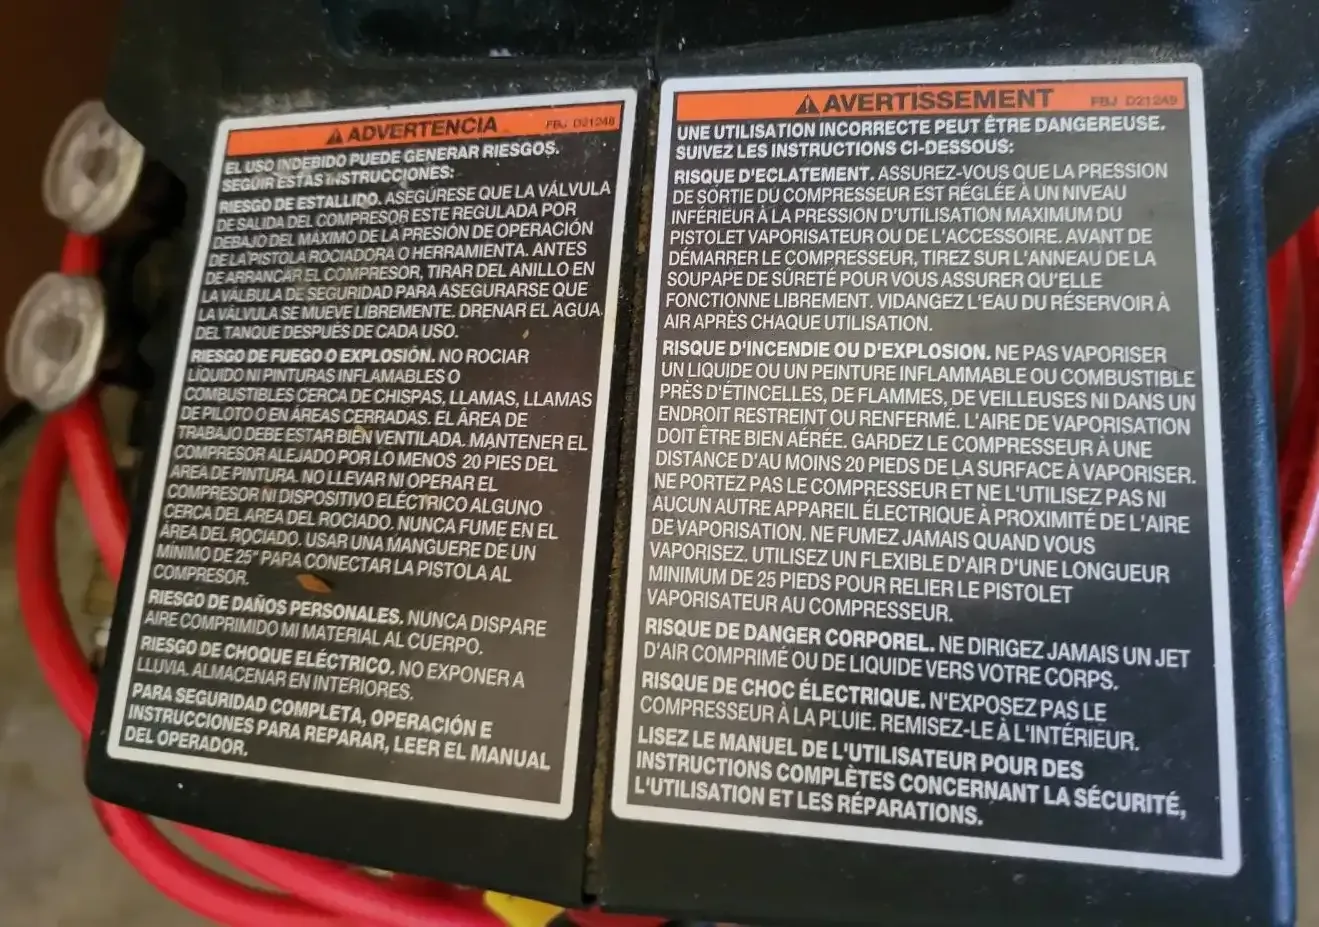 ADVERTENCIA FBJ D21248
EL USO INDEBIDO PUEDE GENERAR RIESGOS.
SEGUIR ESTAS INSTRUCCIONES:
RIESGO DE ESTALLIDO. ASEGÚRESE QUE LA VÁLVULA
DE SALIDA DEL COMPRESOR ESTE REGULADA POR
DEBAJO DEL MÁXIMO DE LA PRESIÓN DE OPERACIÓN
DE LA PISTOLA ROCIADORA O HERRAMIENTA. ANTES
DE ARRANCAR EL COMPRESOR, TIRAR DEL ANILLO EN
LA VÁLBULA DE SEGURIDAD PARA ASEGURARSE QUE
LA VÁLVULA SE MUEVE LIBREMENTE. DRENAR EL AGUA
DEL TANQUE DESPUÉS DE CADA USO.
RIESGO DE FUEGO O EXPLOSIÓN. NO ROCIAR
LÍQUIDO NI PINTURAS INFLAMABLES O
COMBUSTIBLES CERCA DE CHISPAS, LLAMAS, LLAMAS
DE PILOTO O EN ÁREAS CERRADAS. EL ÁREA DE
TRABAJO DEBE ESTAR BIEN VENTILADA. MANTENER EL
COMPRESOR ALEJADO POR LO MENOS 20 PIES DEL
AREA DE PINTURA. NO LLEVAR NI OPERAR EL
COMPRESOR NI DISPOSITIVO ELÉCTRICO ALGUNO
CERCA DEL AREA DEL ROCIADO. NUNCA FUME EN EL
ÁREA DEL ROCIADO. USAR UNA MANGUERE DE UN
MÍNIMO DE 25" PARA CONECTAR LA PISTOLA AL
COMPRESOR.
RIESGO DE DAÑOS PERSONALES. NUNCA DISPARE
AIRE COMPRIMIDO MI MATERIAL AL CUERPO.
RIESGO DE CHOQUE ELÉCTRICO. NO EXPONER A
LLUVIA. ALMACENAR EN INTERIORES.
PARA SEGURIDAD COMPLETA, OPERACIÓN E
INSTRUCCIONES PARA REPARAR, LEER EL MANUAL
DEL OPERADOR.
AVERTISSEMENT FBJ D21249
UNE UTILISATION INCORRECTE PEUT ÊTRE DANGEREUSE.
SUIVEZ LES INSTRUCTIONS CI-DESSOUS:
RISQUE D'ECLATEMENT. ASSUREZ-VOUS QUE LA PRESSION
DE SORTIE DU COMPRESSEUR EST RÉGLÉE À UN NIVEAU
INFÉRIEUR À LA PRESSION D'UTILISATION MAXIMUM DU
PISTOLET VAPORISATEUR OU DE L'ACCESSOIRE. AVANT DE
DÉMARRER LE COMPRESSEUR, TIREZ SUR L'ANNEAU DE LA
SOUPAPE DE SÛRETÉ POUR VOUS ASSURER QU'ELLE
FONCTIONNE LIBREMENT. VIDANGEZ L'EAU DU RÉSERVOIR À
AIR APRÈS CHAQUE UTILISATION.
RISQUE D'INCENDIE OU D'EXPLOSION. NE PAS VAPORISER
UN LIQUIDE OU UN PEINTURE INFLAMMABLE OU COMBUSTIBLE
PRÈS D'ÉTINCELLES, DE FLAMMES, DE VEILLEUSES NI DANS UN
ENDROIT RESTREINT OU RENFERMÉ. L'AIRE DE VAPORISATION
DOIT ÊTRE BIEN AÉRÉE. GARDEZ LE COMPRESSEUR À UNE
DISTANCE D'AU MOINS 20 PIEDS DE LA SURFACE À VAPORISER.
NE PORTEZ PAS LE COMPRESSEUR ET NE L'UTILISEZ PAS NI
AUCUN AUTRE APPAREIL ÉLECTRIQUE À PROXIMITÉ DE L'AIRE
DE VAPORISATION. NE FUMEZ JAMAIS QUAND VOUS
VAPORISEZ. UTILISEZ UN FLEXIBLE D'AIR D'UNE LONGUEUR
MINIMUM DE 25 PIEDS POUR RELIER LE PISTOLET
VAPORISATEUR AU COMPRESSEUR.
RISQUE DE DANGER CORPOREL. NE DIRIGEZ JAMAIS UN JET
D'AIR COMPRIMÉ OU DE LIQUIDE VERS VOTRE CORPS.
RISQUE DE CHOC ÉLECTRIQUE. N'EXPOSEZ PAS LE
COMPRESSEUR À LA PLUIE. REMISEZ-LE À L'INTÉRIEUR.
LISEZ LE MANUEL DE L'UTILISATEUR POUR DES
INSTRUCTIONS COMPLÈTES CONCERNANT LA SÉCURITÉ,
L'UTILISATION ET LES RÉPARATIONS.